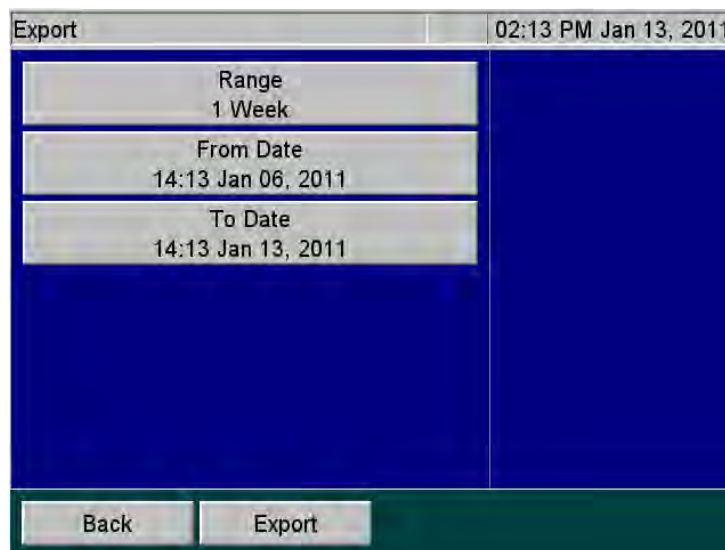 Export
02:13 PM Jan 13, 2011
Range
1 Week
From Date
14:13 Jan 06, 2011
To Date
14:13 Jan 13, 2011
Back
Export